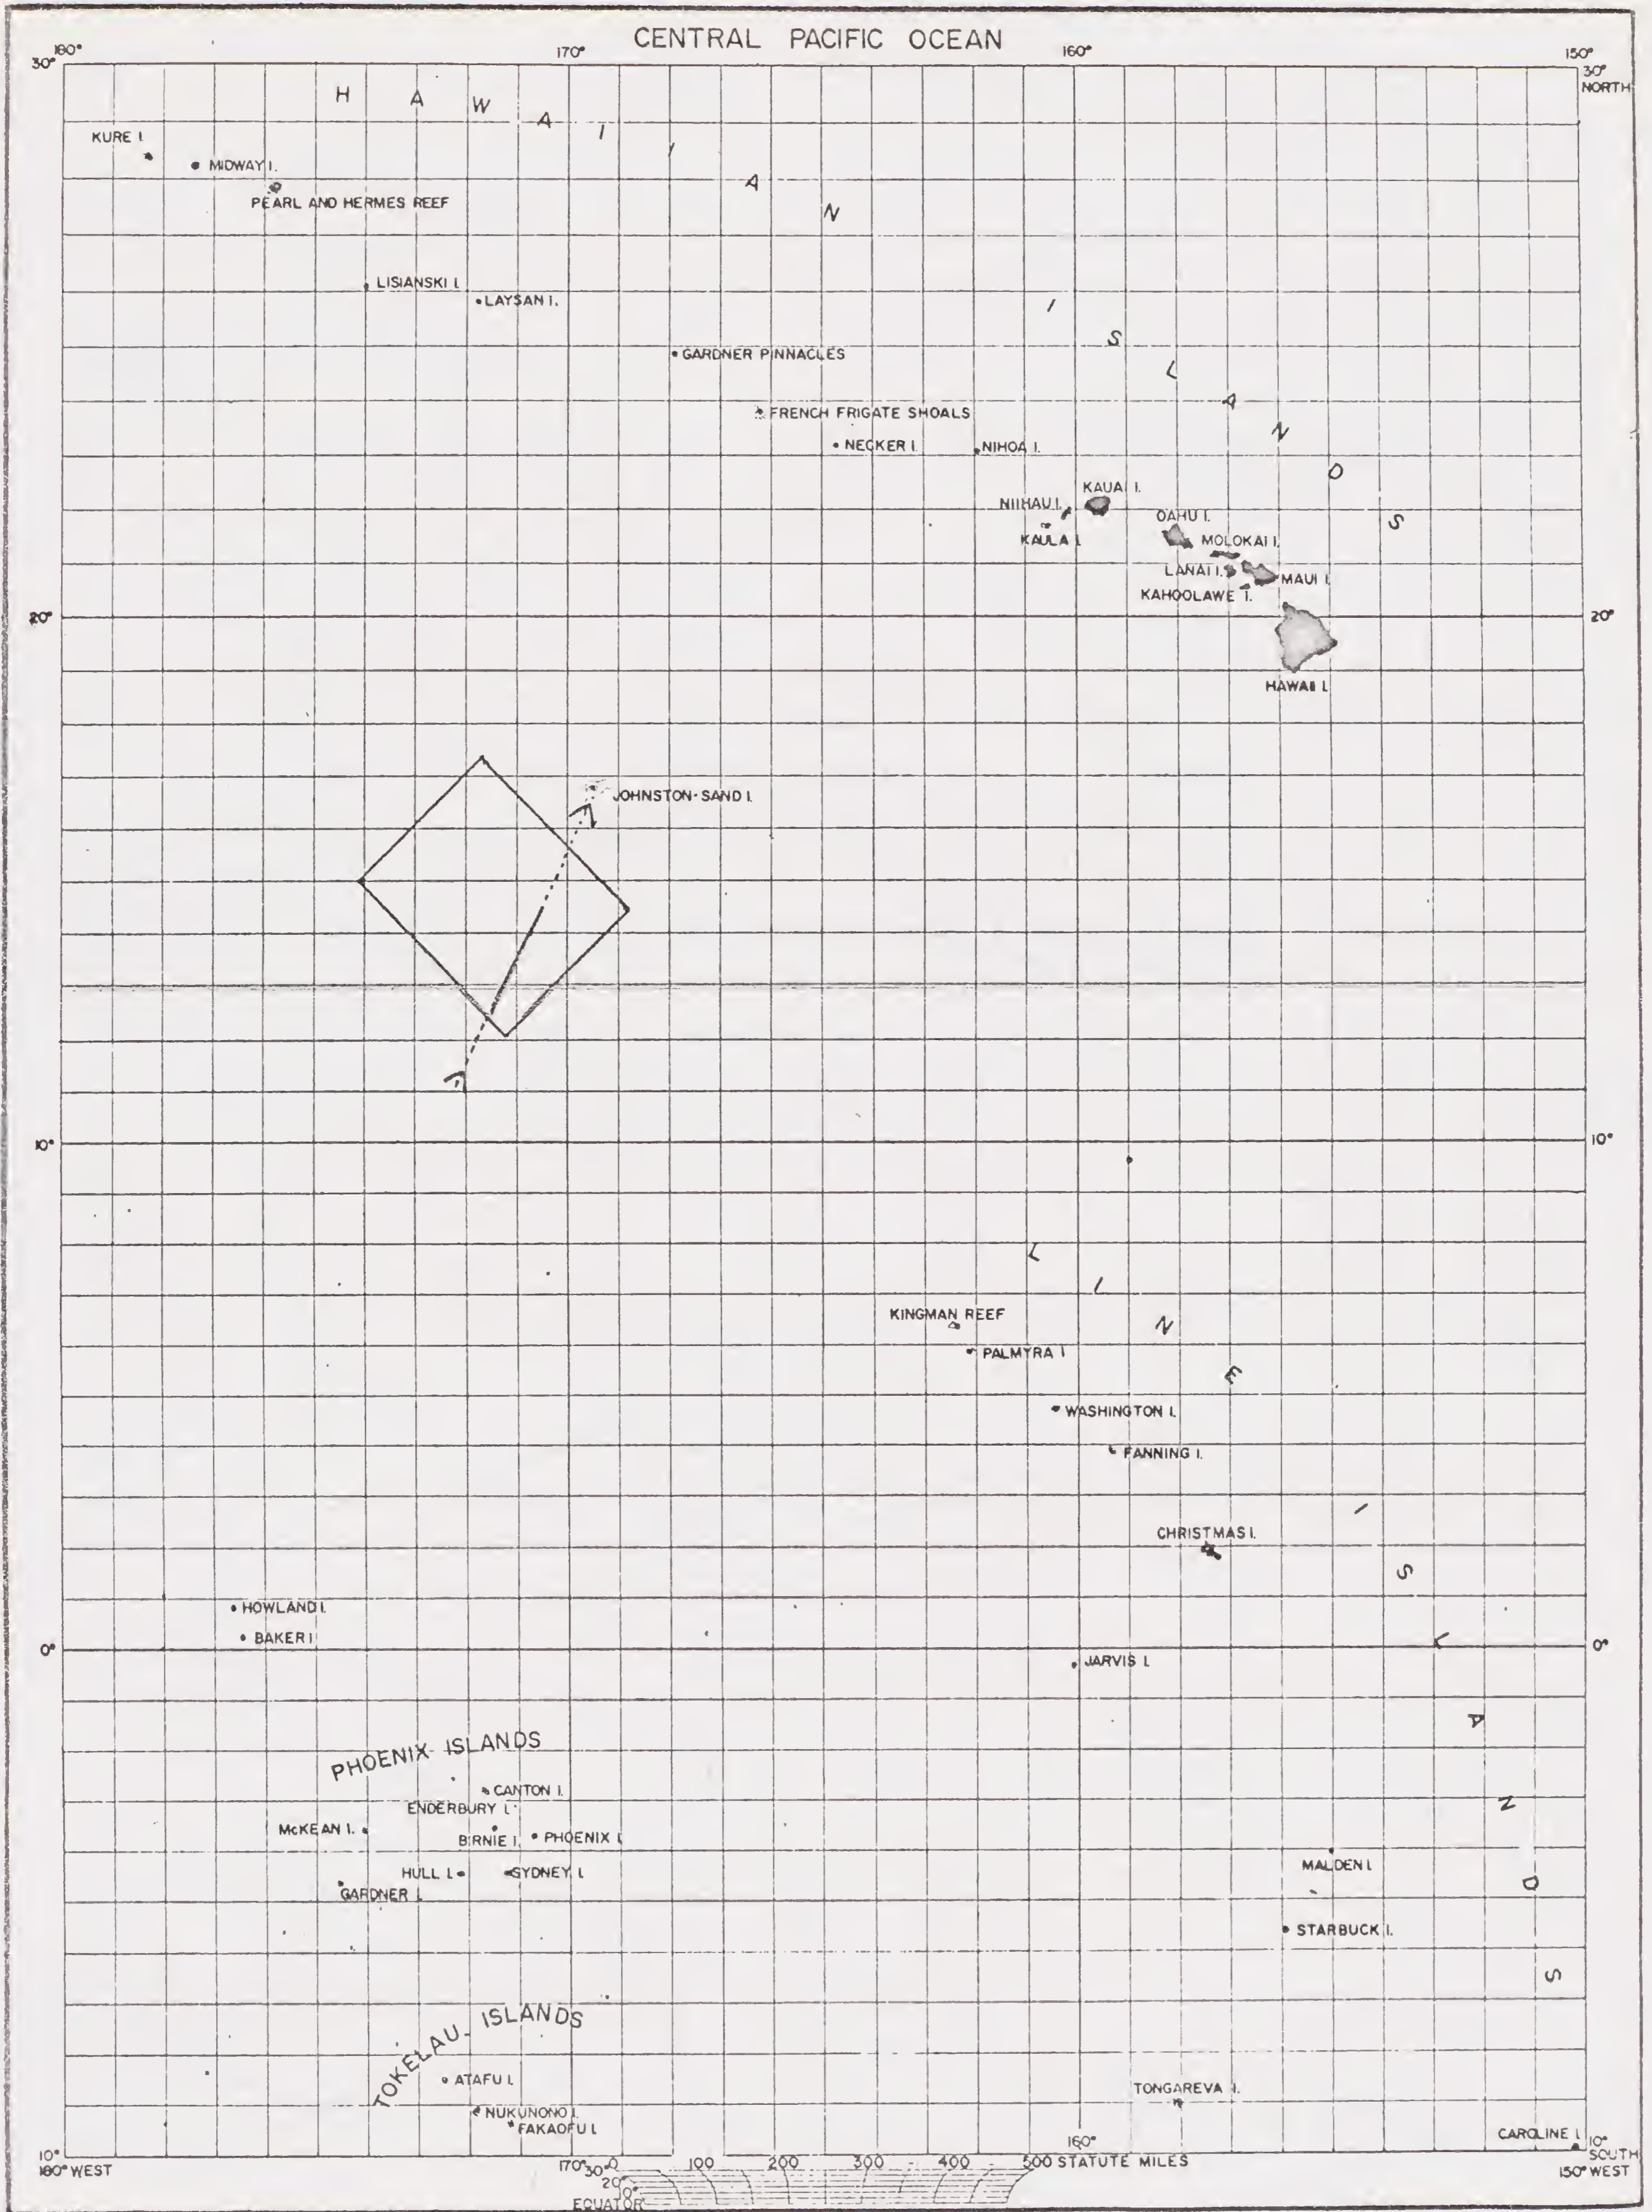 CENTRAL PACIFIC OCEAN
180° 170° 160° 150°
30° 30°
NORTH
H A W A I I A N I S L A N D S
KURE I.
MIDWAY I.
PEARL AND HERMES REEF
LISIANSKI I.
LAYSAN I.
GARDNER PINNACLES
FRENCH FRIGATE SHOALS
NECKER I.
NIHOA I.
KAUAI I.
NIIHAU I.
OAHU I.
KAULA I.
MOLOKAI I.
LANAI I.
MAUI I.
KAHOOLAWE I.
20° 20°
HAWAII I.
JOHNSTON-SAND I.
10° 10°
L I N E I S L A N D S
KINGMAN REEF
PALMYRA I.
WASHINGTON I.
FANNING I.
CHRISTMAS I.
HOWLAND I.
BAKER I.
0° 0°
JARVIS I.
PHOENIX ISLANDS
CANTON I.
ENDERBURY I.
McKEAN I.
BIRNIE I.
PHOENIX I.
HULL I.
SYDNEY I.
GARDNER I.
MALDEN I.
STARBUCK I.
TOKELAU ISLANDS
ATAFU I.
NUKUNONO I.
FAKAOFU I.
TONGAREVA I.
CAROLINE I.
10° 160° 10°
SOUTH
180° WEST 170° 150° WEST
30° 0 100 200 300 400 500 STATUTE MILES
20°
0°
EQUATOR